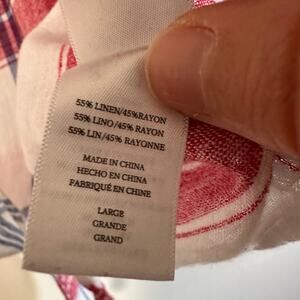 55% LINEN/45%RAYON
55% LINO/45% RAYON
55% LIN/45% RAYONNE
MADE IN CHINA
HECHO EN CHINA
FABRIQUÉ EN CHINE
LARGE
GRANDE
GRAND